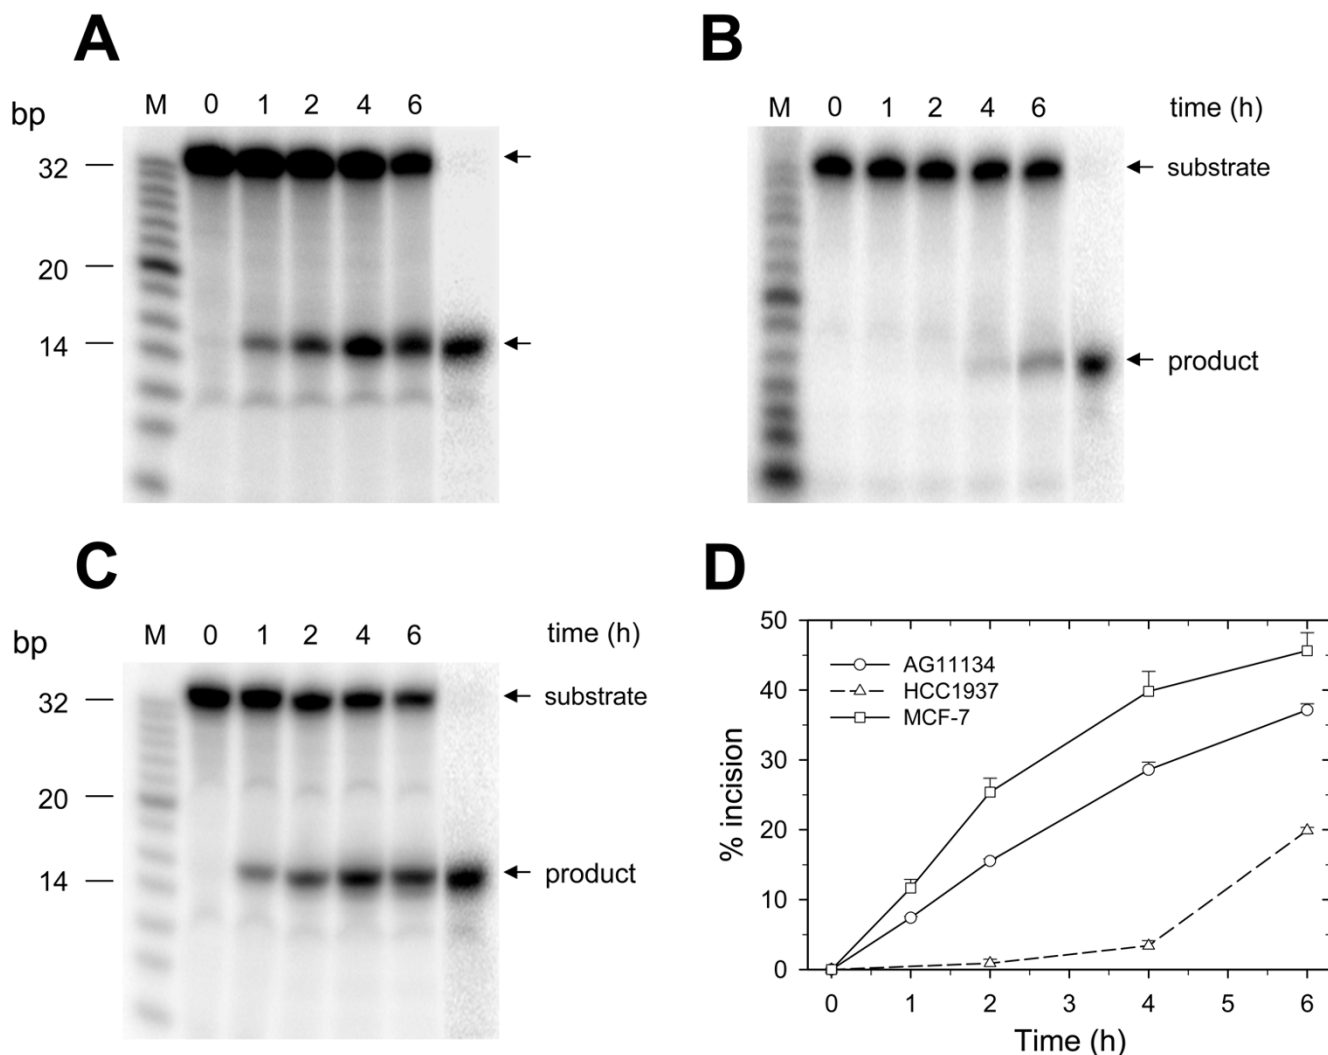 A
bp
M 0 1 2 4 6
32
20
14
B
M 0 1 2 4 6 time (h)
substrate
product
C
bp
M 0 1 2 4 6 time (h)
32
20
14
substrate
product
D
% incision
50
40
30
20
10
0
AG11134
HCC1937
MCF-7
0 1 2 3 4 5 6
Time (h)